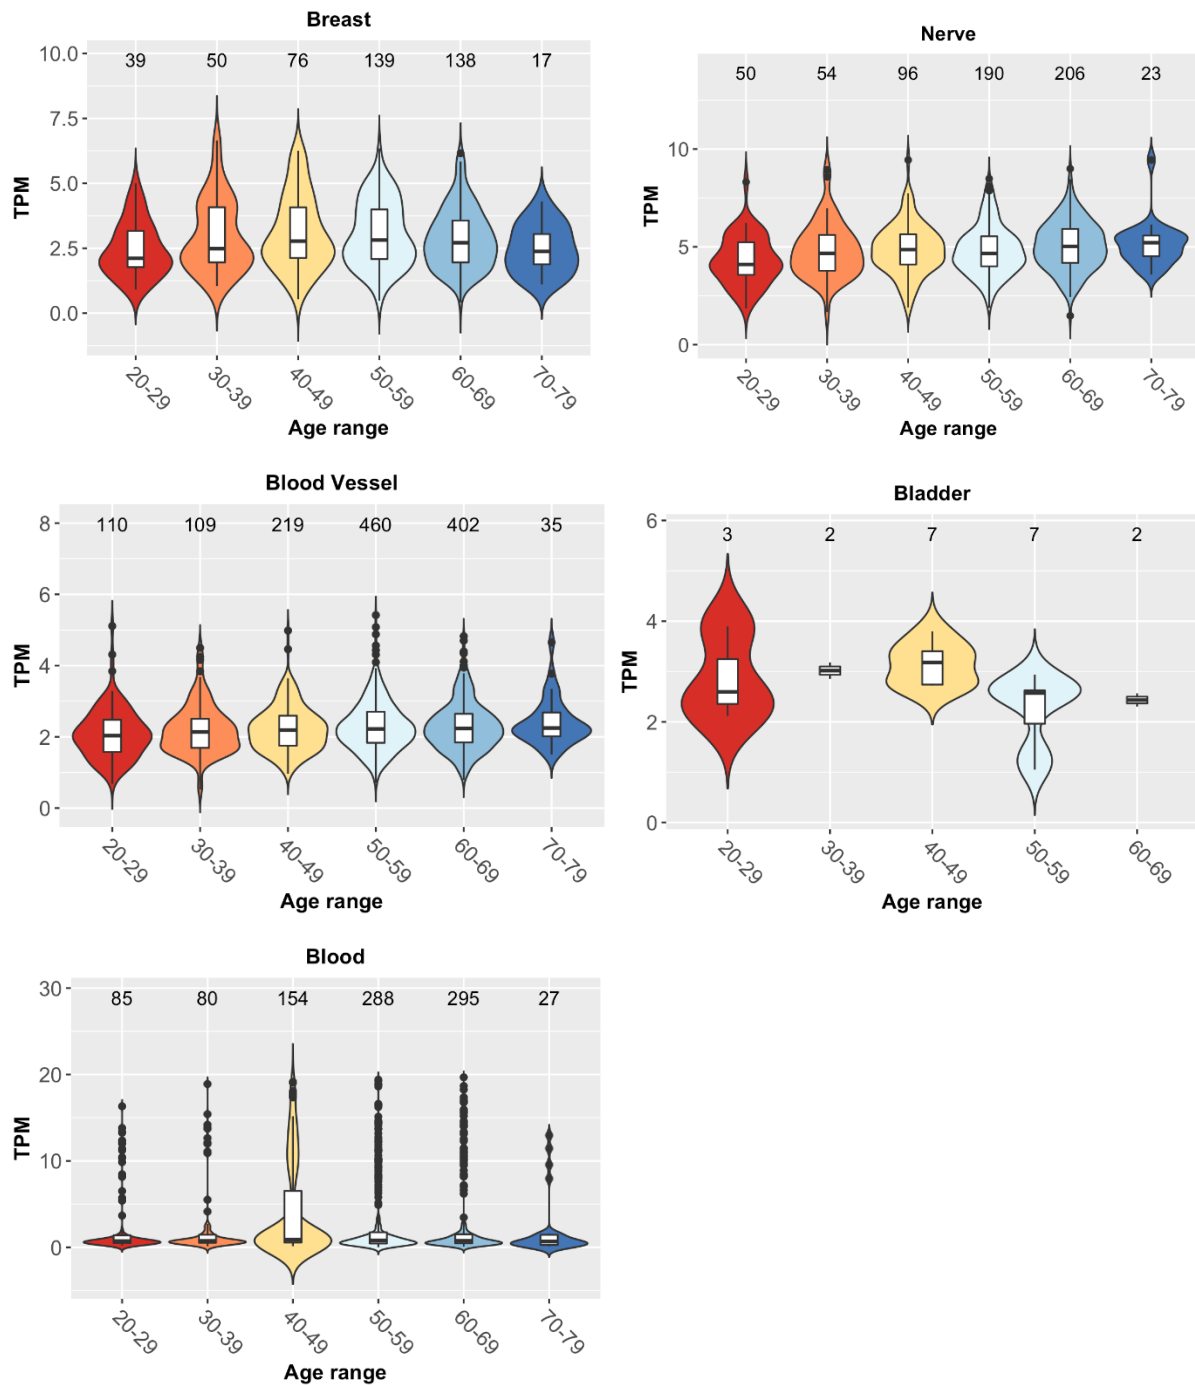 Breast
10.0
7.5
5.0
2.5
0.0
TPM
39 50 76 139 138 17
20-29 30-39 40-49 50-59 60-69 70-79
Age range
Nerve
10
5
0
TPM
50 54 96 190 206 23
20-29 30-39 40-49 50-59 60-69 70-79
Age range
Blood Vessel
8
6
4
2
0
TPM
110 109 219 460 402 35
20-29 30-39 40-49 50-59 60-69 70-79
Age range
Bladder
6
4
2
0
TPM
3 2 7 7 2
20-29 30-39 40-49 50-59 60-69
Age range
Blood
30
20
10
0
TPM
85 80 154 288 295 27
20-29 30-39 40-49 50-59 60-69 70-79
Age range